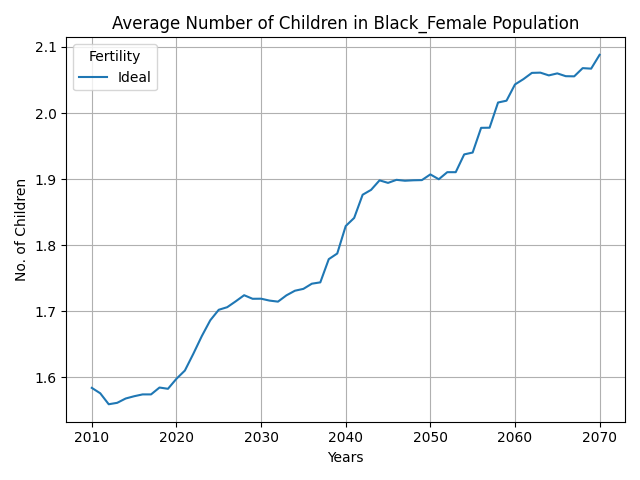 Average Number of Children in Black_Female Population
Fertility
Ideal
No. of Children
2.1
2.0
1.9
1.8
1.7
1.6
2010 2020 2030 2040 2050 2060 2070
Years